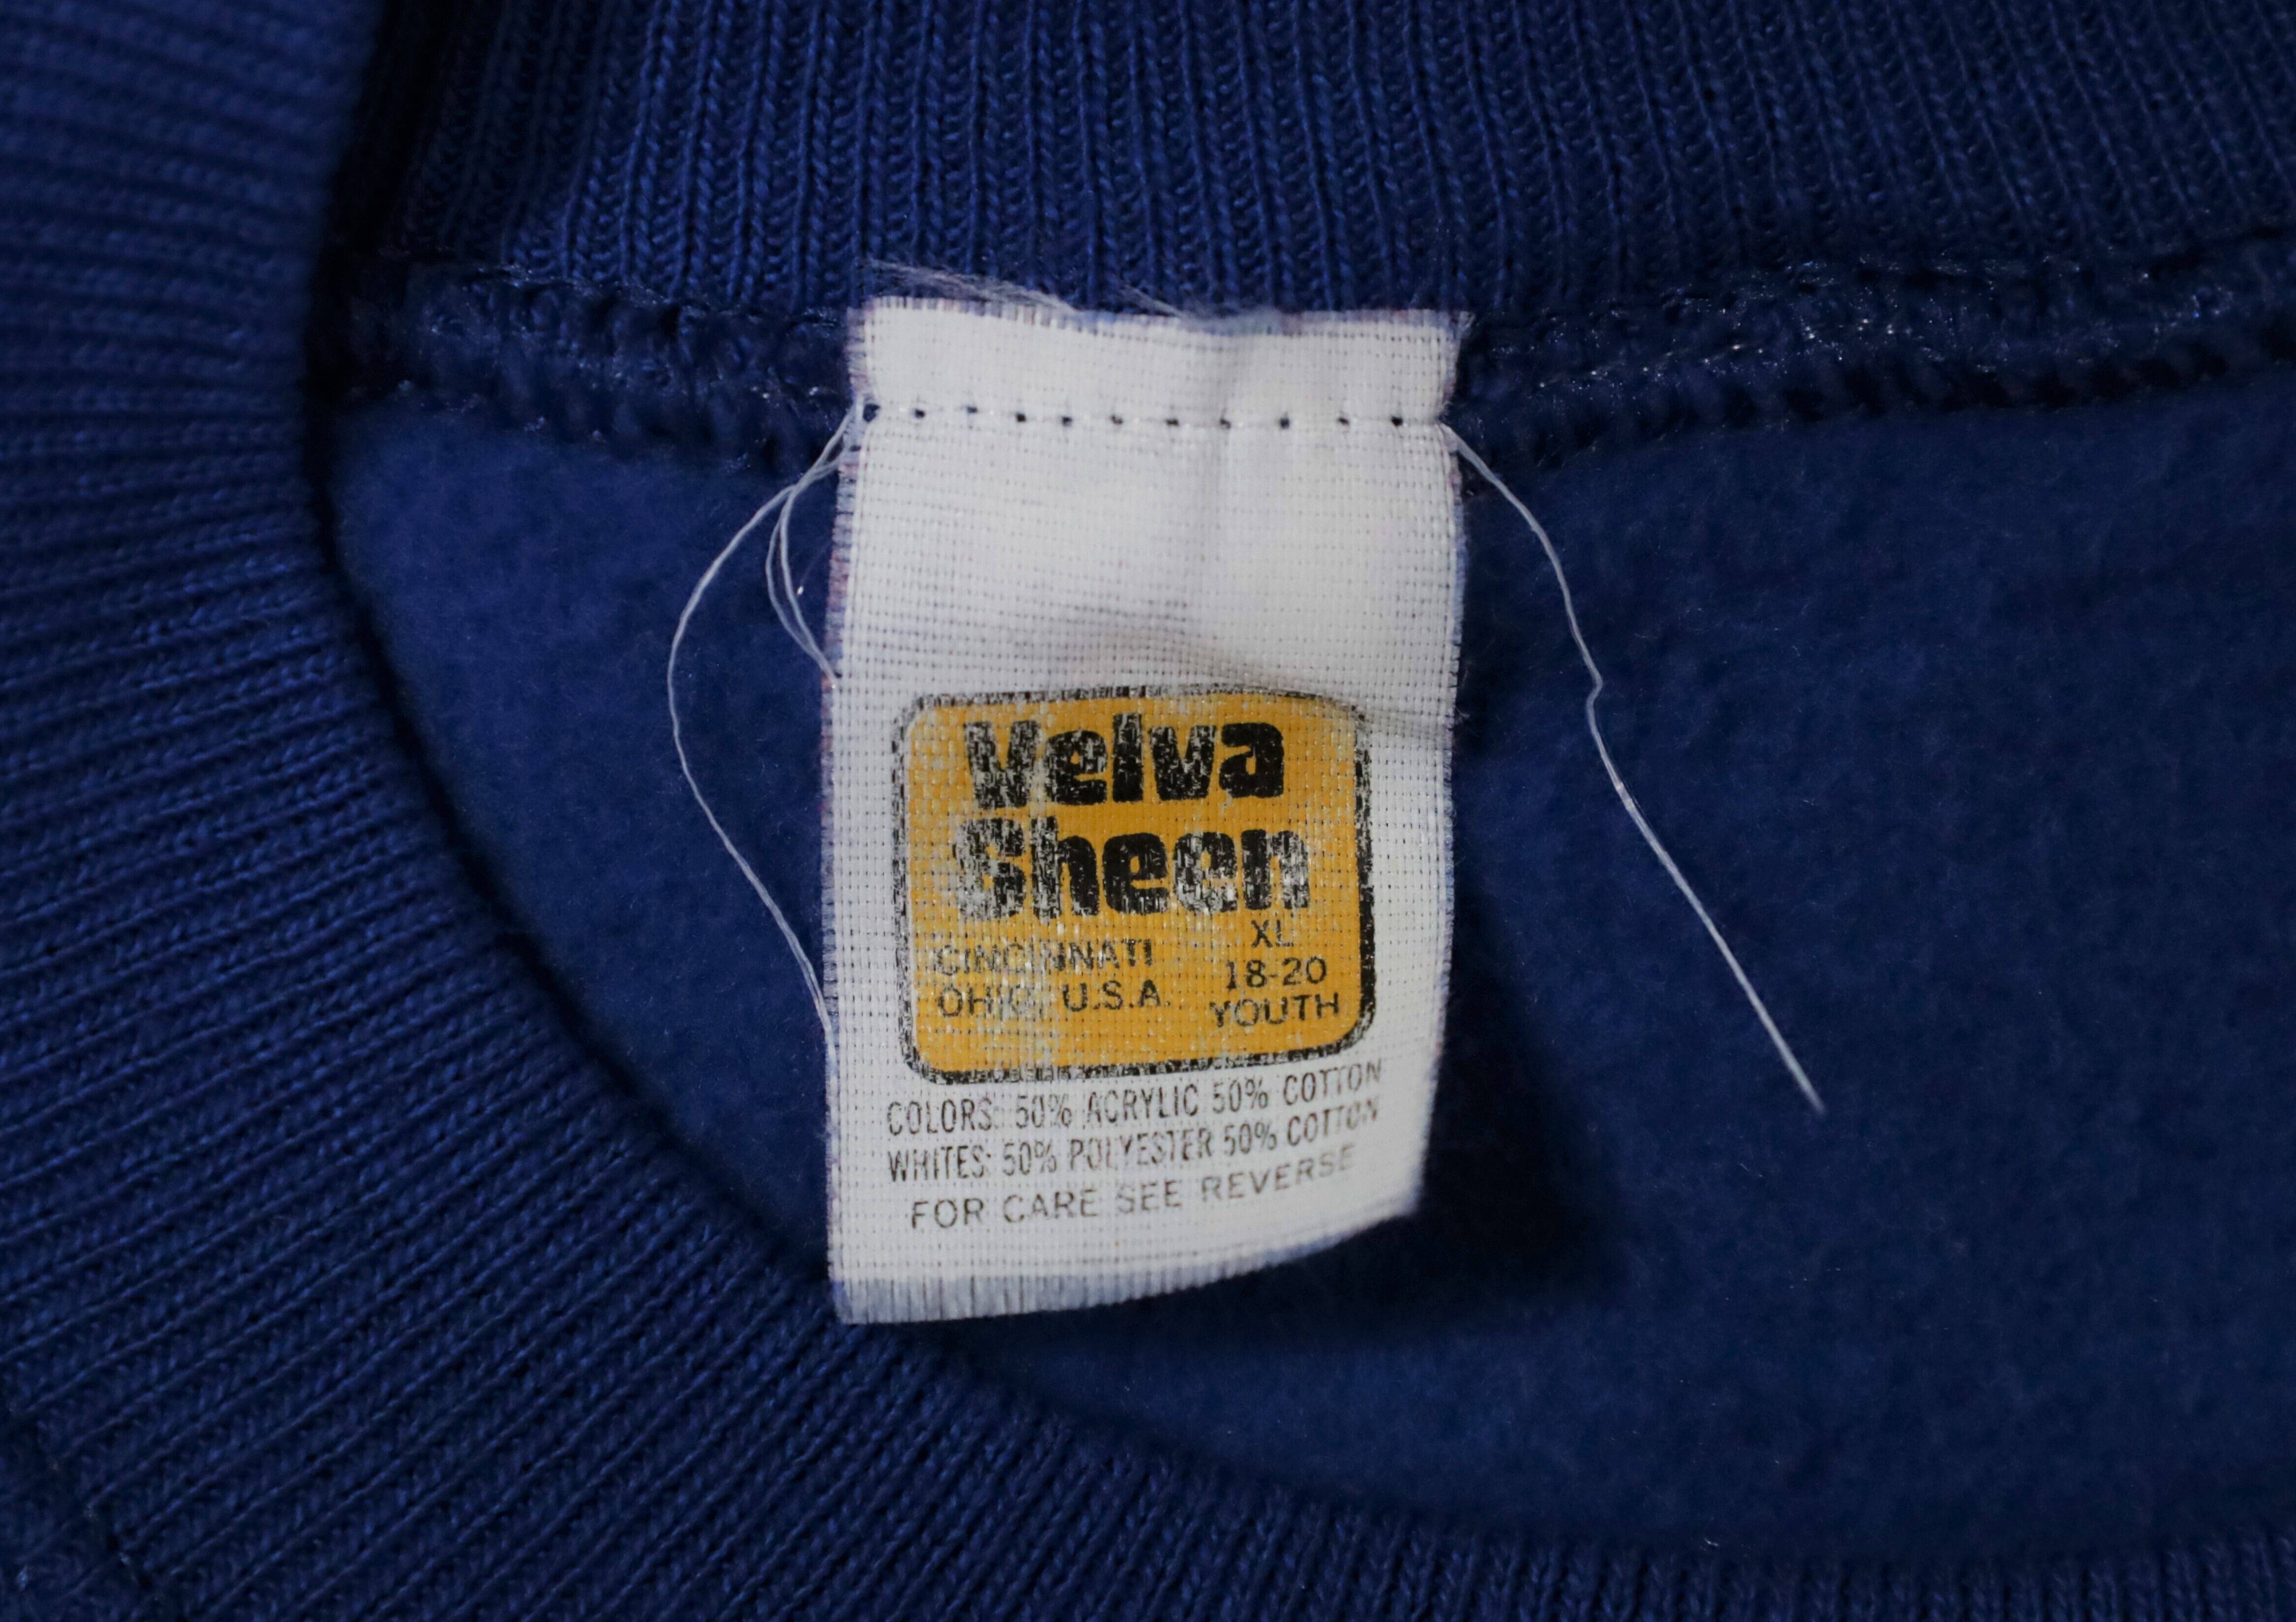 Velva
Sheen
CINCINNATI
OHIO, U.S.A.
XL
18-20
YOUTH
COLORS: 50% ACRYLIC 50% COTTON
WHITES: 50% POLYESTER 50% COTTON
FOR CARE SEE REVERSE